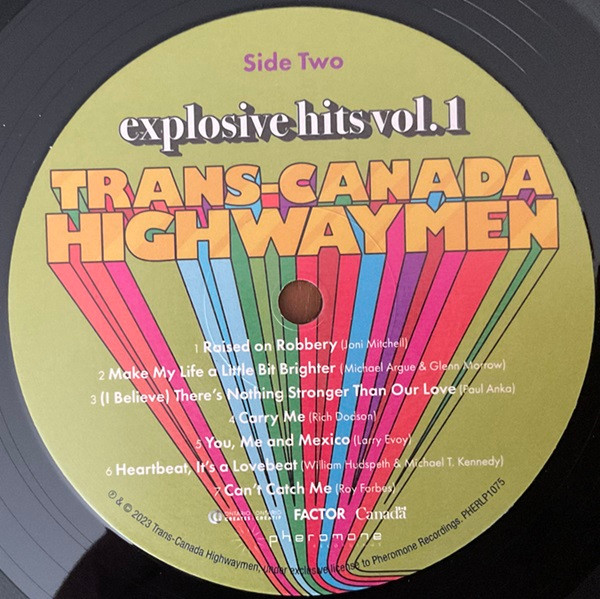 Side Two
explosive hits vol. 1
TRANS-CANADA
HIGHWAYMEN
1 Raised on Robbery (Joni Mitchell)
2 Make My Life a Little Bit Brighter (Michael Argue & Glenn Morrow)
3 (I Believe) There's Nothing Stronger Than Our Love (Paul Anka)
4 Carry Me (Rich Dodson)
5 You, Me and Mexico (Larry Evoy)
6 Heartbeat, It's a Lovebeat (William Hudspeth & Michael T. Kennedy)
7 Can't Catch Me (Roy Forbes)
ONTARIO ONTARIO
CREATES CRÉATIF
FACTOR Canada
pheromone
℗ & © 2023 Trans-Canada Highwaymen, under exclusive license to Pheromone Recordings. PHERLP1075